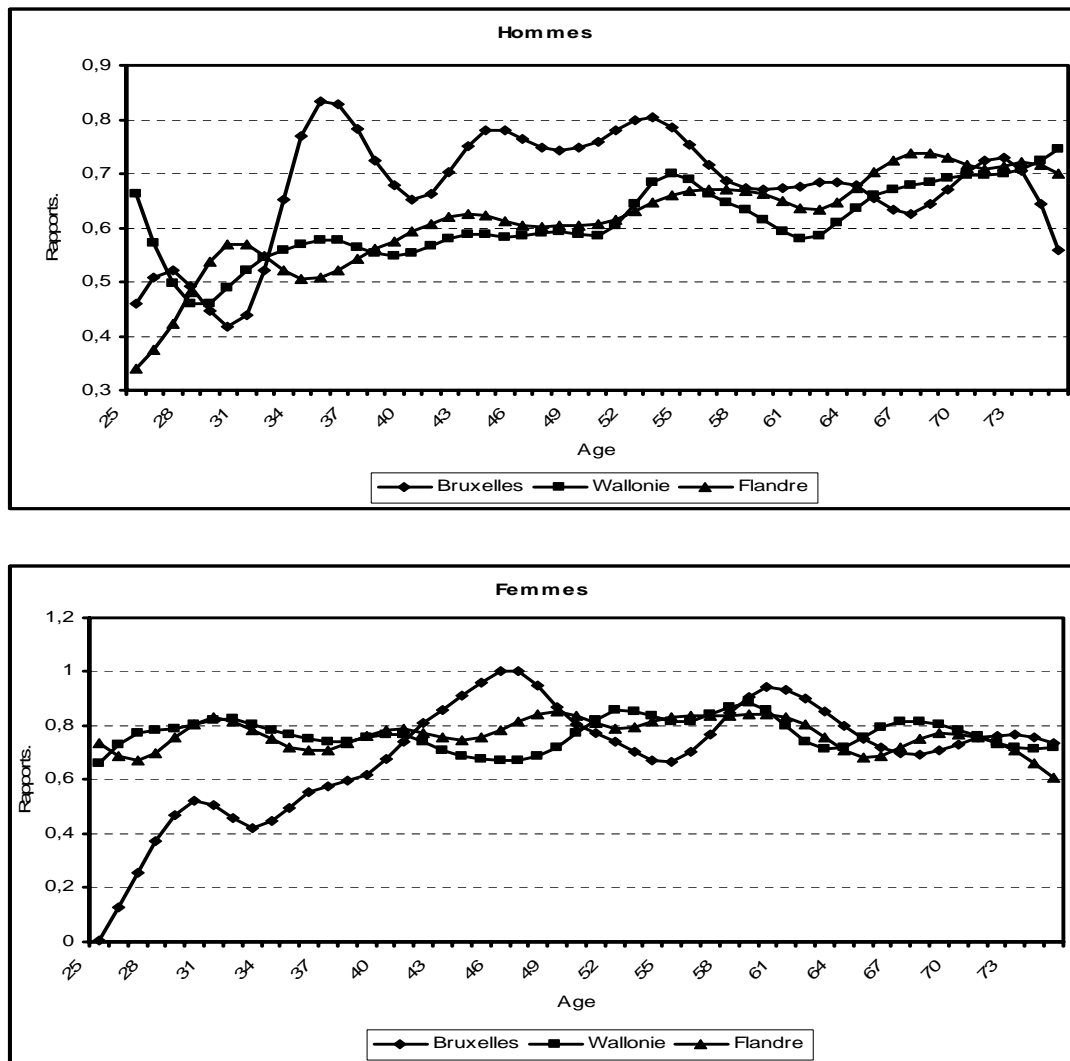 Hommes
0,9
0,8
0,7
0,6
0,5
0,4
0,3
Rapports.
25 28 31 34 37 40 43 46 49 52 55 58 61 64 67 70 73
Age
Bruxelles Wallonie Flandre
Femmes
1,2
1
0,8
0,6
0,4
0,2
0
Rapports.
25 28 31 34 37 40 43 46 49 52 55 58 61 64 67 70 73
Age
Bruxelles Wallonie Flandre